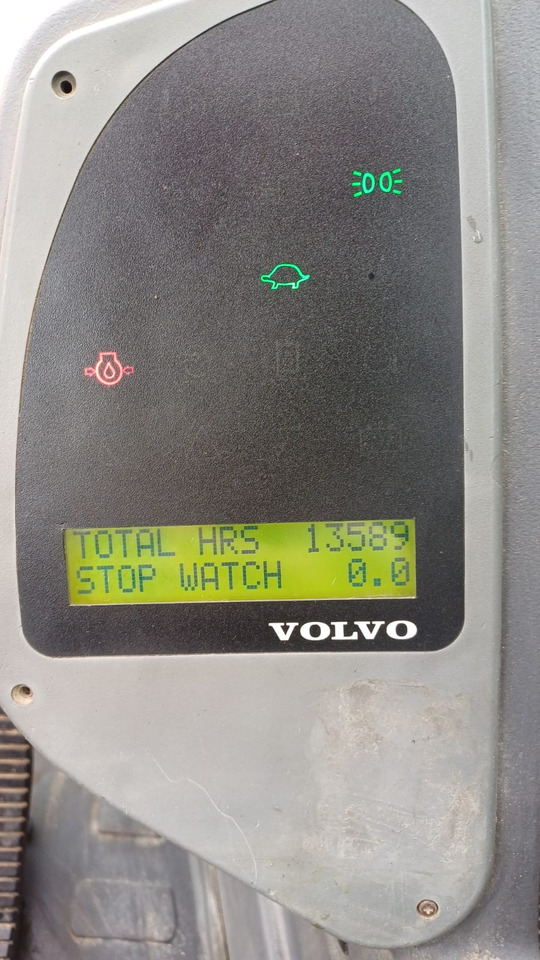 TOTAL HRS 13589
STOP WATCH 0.0
VOLVO